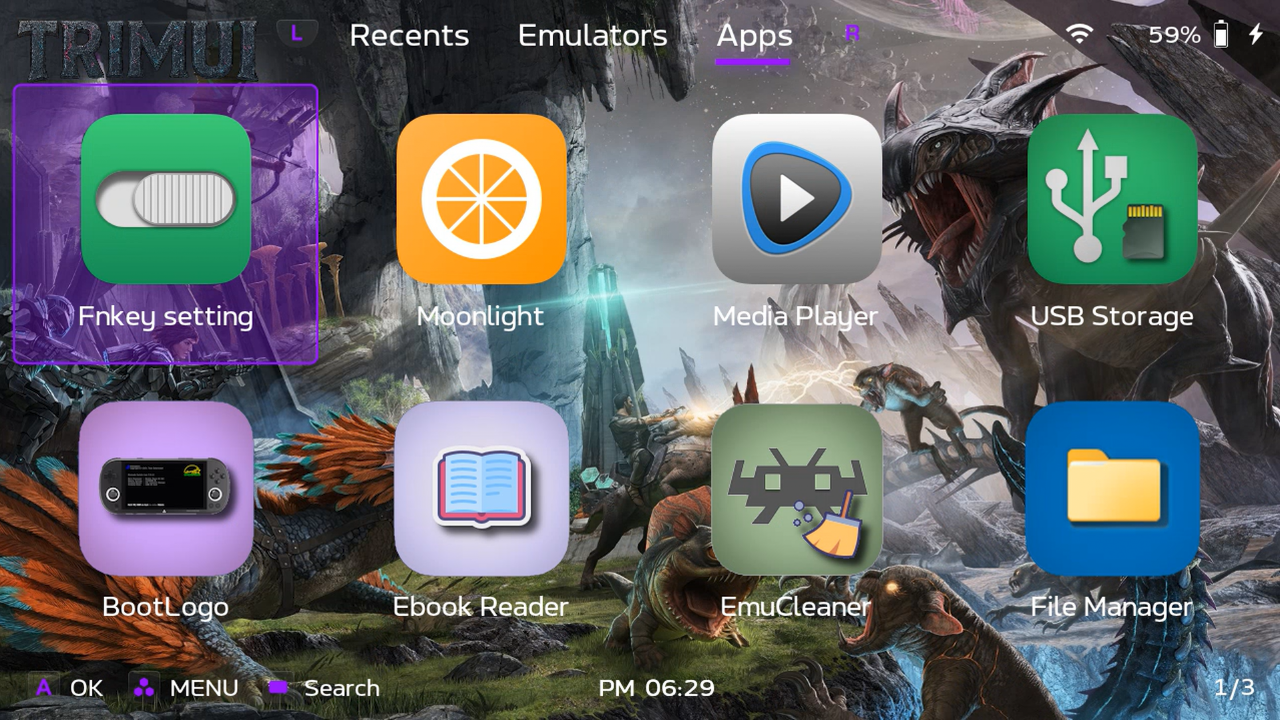 TRIMUI
L Recents Emulators Apps R 59%
Fnkey setting Moonlight Media Player USB Storage
BootLogo Ebook Reader EmuCleaner File Manager
A OK MENU Search PM 06:29 1/3